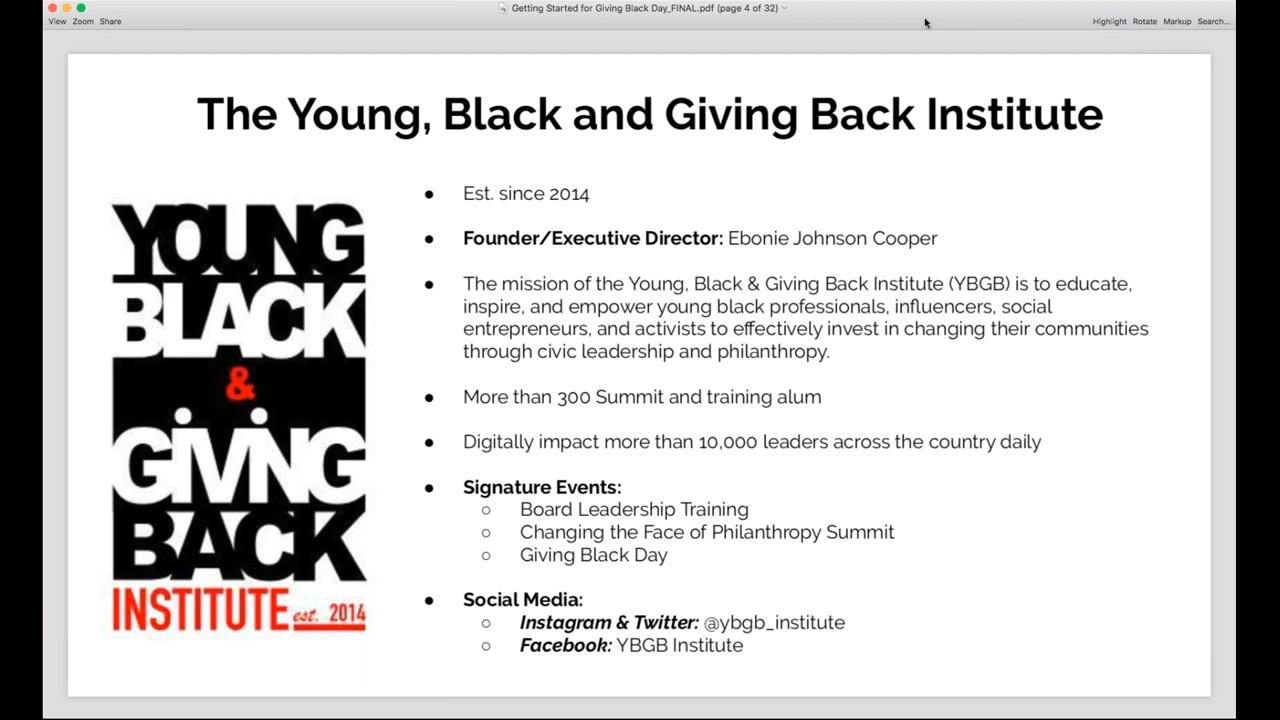 Getting Started for Giving Black Day_FINAL.pdf (page 4 of 32)
View Zoom Share
Highlight Rotate Markup Search...
The Young, Black and Giving Back Institute
YOUNG
BLACK
&
GIVING
BACK
INSTITUTE est. 2014
● Est. since 2014
● Founder/Executive Director: Ebonie Johnson Cooper
● The mission of the Young, Black & Giving Back Institute (YBGB) is to educate,
inspire, and empower young black professionals, influencers, social
entrepreneurs, and activists to effectively invest in changing their communities
through civic leadership and philanthropy.
● More than 300 Summit and training alum
● Digitally impact more than 10,000 leaders across the country daily
● Signature Events:
○ Board Leadership Training
○ Changing the Face of Philanthropy Summit
○ Giving Black Day
● Social Media:
○ Instagram & Twitter: @ybgb_institute
○ Facebook: YBGB Institute